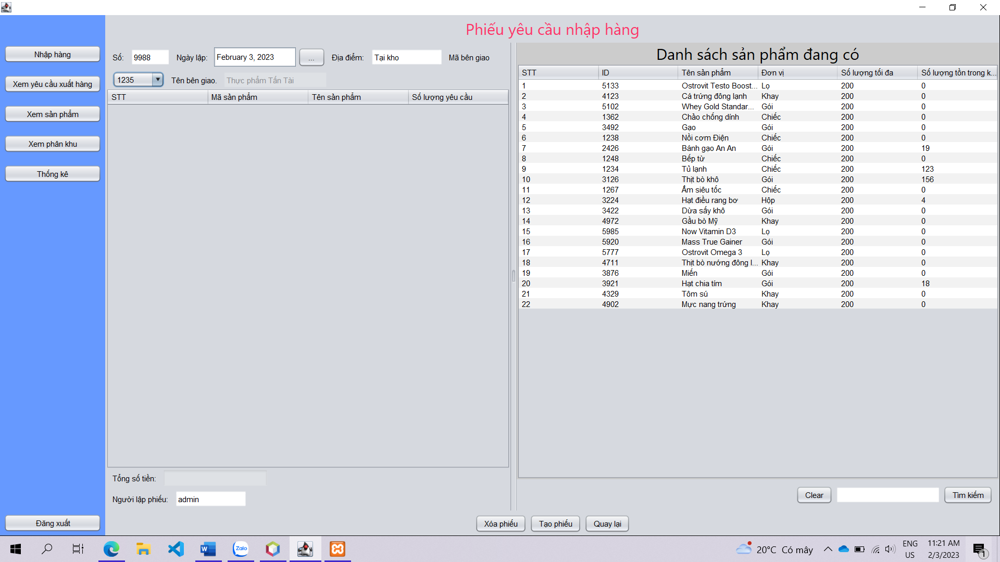 Phiếu yêu cầu nhập hàng
Nhập hàng
Xem yêu cầu xuất hàng
Xem sản phẩm
Xem phân khu
Thống kê
Đăng xuất
Số: 9988 Ngày lập: February 3, 2023 ... Địa điểm: Tại kho Mã bên giao
1235 Tên bên giao. Thực phẩm Tấn Tài
STT Mã sản phẩm Tên sản phẩm Số lượng yêu cầu
Tổng số tiền:
Người lập phiếu: admin
Danh sách sản phẩm đang có
STT ID Tên sản phẩm Đơn vị Số lượng tối đa Số lượng tồn trong k...
1 5133 Ostrovit Testo Boost... Lọ 200 0
2 4123 Cá trứng đông lạnh Khay 200 0
3 5102 Whey Gold Standar... Gói 200 0
4 1362 Chảo chống dính Chiếc 200 0
5 3492 Gạo Gói 200 0
6 1238 Nồi cơm Điện Chiếc 200 0
7 2426 Bánh gạo An An Gói 200 19
8 1248 Bếp từ Chiếc 200 0
9 1234 Tủ lạnh Chiếc 200 123
10 3126 Thịt bò khô Gói 200 156
11 1267 Ấm siêu tốc Chiếc 200 0
12 3224 Hạt điều rang bơ Hộp 200 4
13 3422 Dừa sấy khô Gói 200 0
14 4972 Gầu bò Mỹ Khay 200 0
15 5985 Now Vitamin D3 Lọ 200 0
16 5920 Mass True Gainer Gói 200 0
17 5777 Ostrovit Omega 3 Lọ 200 0
18 4711 Thịt bò nướng đông l... Khay 200 0
19 3876 Miến Gói 200 0
20 3921 Hạt chia tím Gói 200 18
21 4329 Tôm sú Khay 200 0
22 4902 Mực nang trứng Khay 200 0
Clear Tìm kiếm
Xóa phiếu Tạo phiếu Quay lại
W Zalo
20°C Có mây
ENG
US
11:21 AM
2/3/2023
1